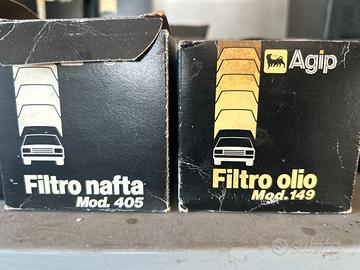 Filtro nafta
Mod. 405
Agip
Filtro olio
Mod. 149
subito